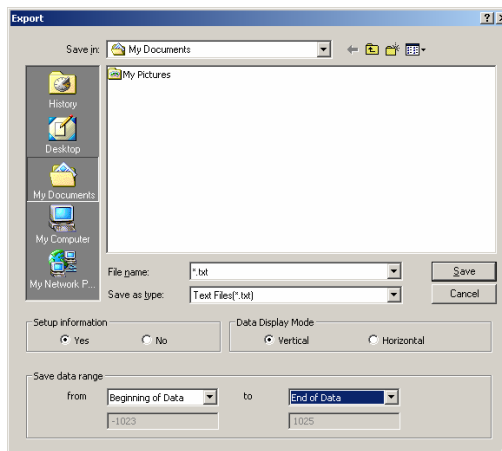 Export
Save in: My Documents
My Pictures
History
Desktop
My Documents
My Computer
My Network P...
File name: *.txt Save
Save as type: Text Files(*.txt) Cancel
Setup information
Yes No
Data Display Mode
Vertical Horizontal
Save data range
from Beginning of Data to End of Data
-1023 1025